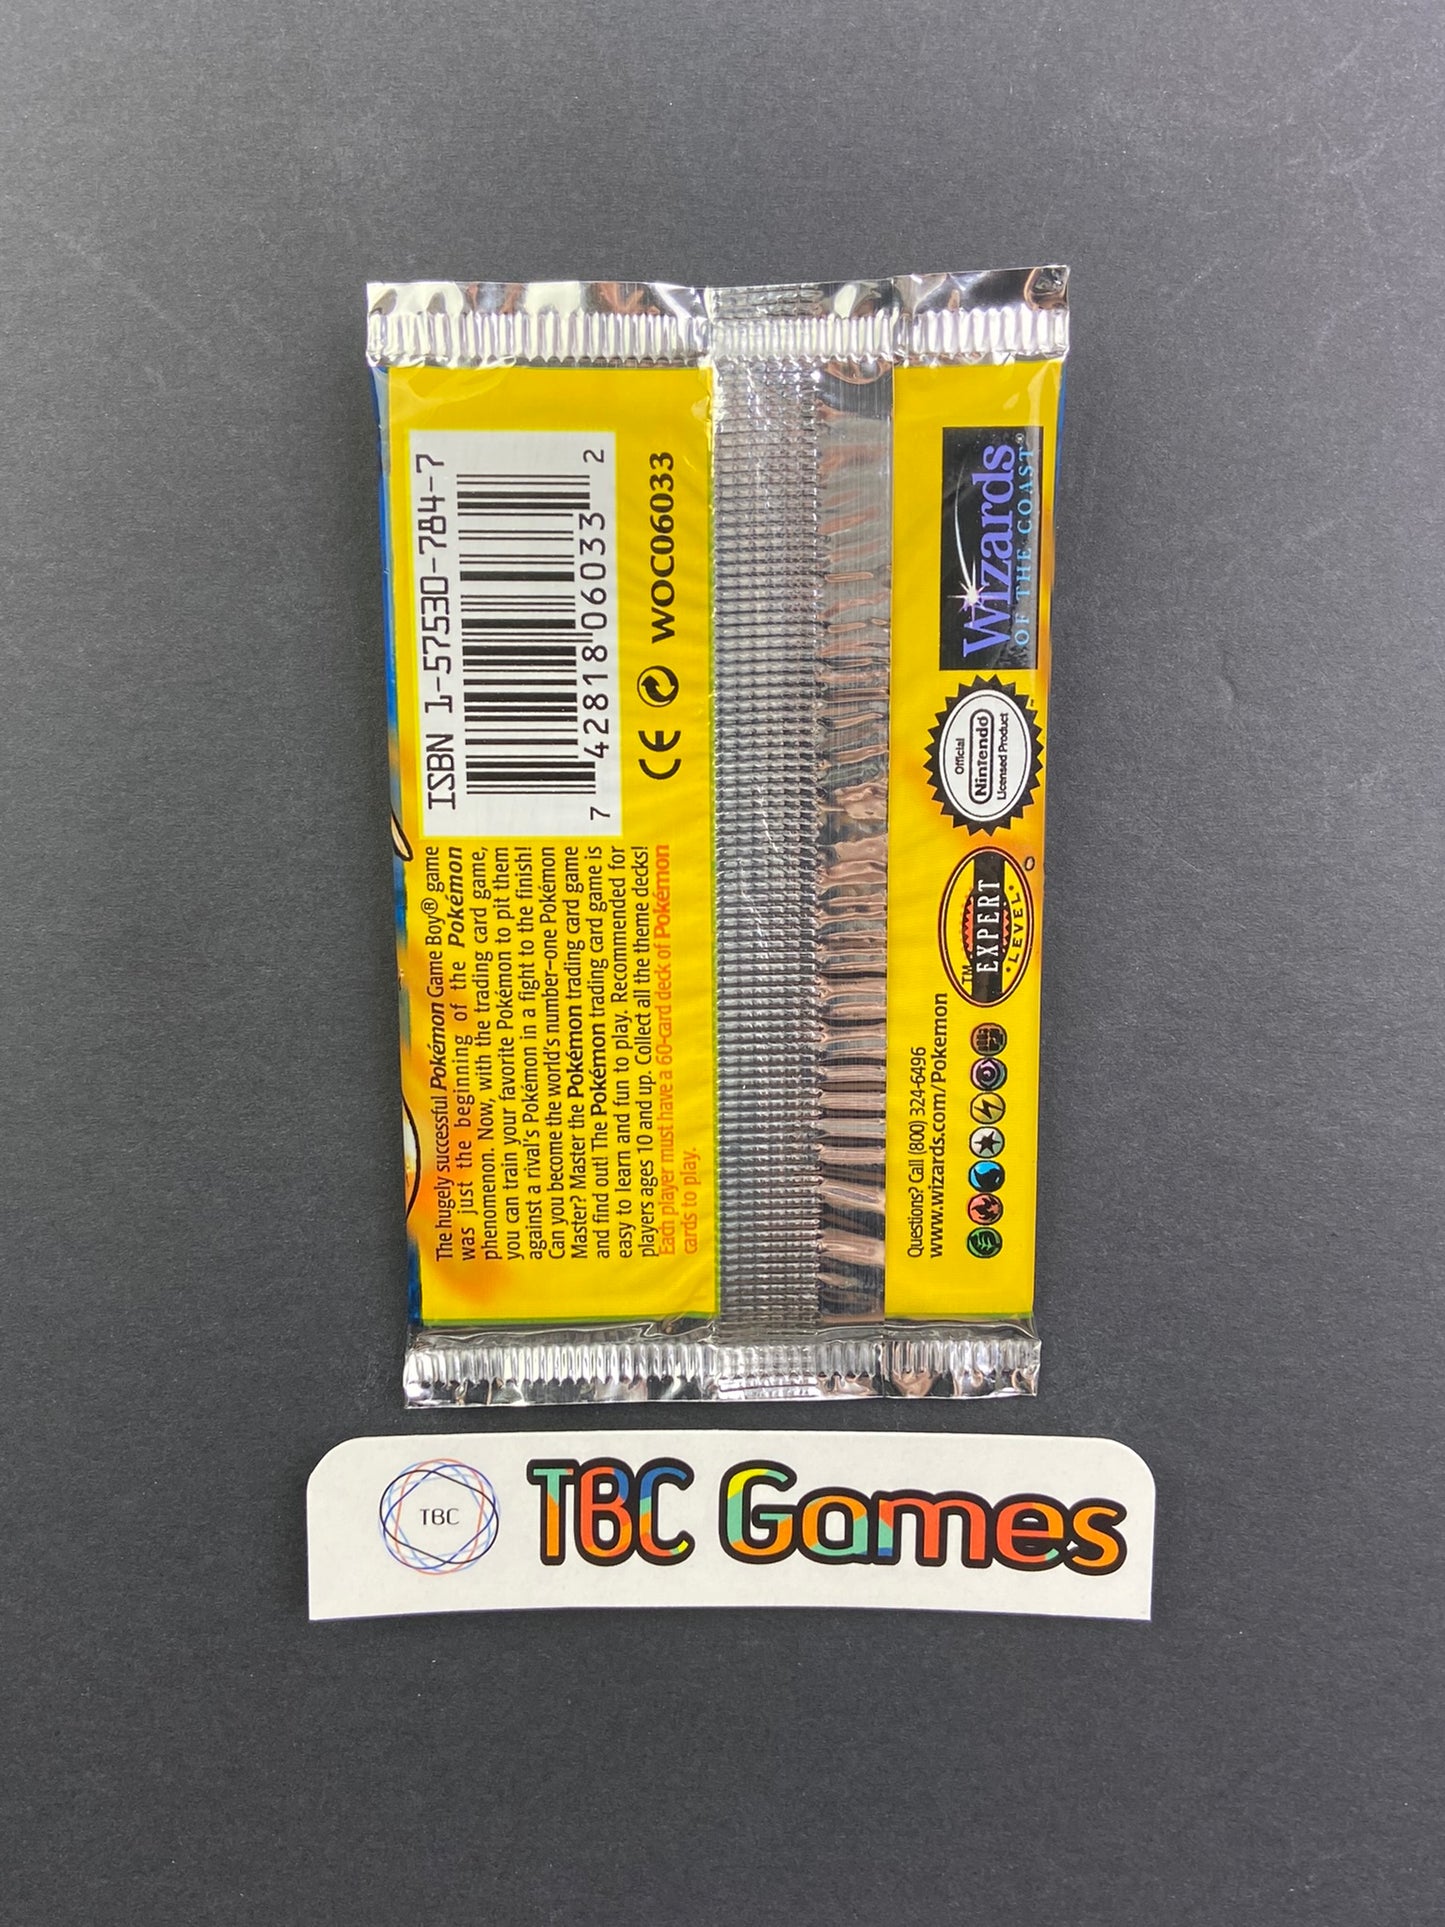 ISBN 1-57530-784-7
7 42818 06033 2
CE WOC06033
The hugely successful Pokémon Game Boy® game
was just the beginning of the Pokémon
phenomenon. Now, with the trading card game,
you can train your favorite Pokémon to pit them
against a rival's Pokémon in a fight to the finish!
Can you become the world's number-one Pokémon
Master? Master the Pokémon trading card game
and find out! The Pokémon trading card game is
easy to learn and fun to play. Recommended for
players ages 10 and up. Collect all the theme decks!
Each player must have a 60-card deck of Pokémon
cards to play.
Questions? Call (800) 324-6496
www.wizards.com/Pokemon
TM
EXPERT
LEVEL
Official
Nintendo
Licensed Product
™
Wizards
OF THE COAST®
TBC
TBC Games